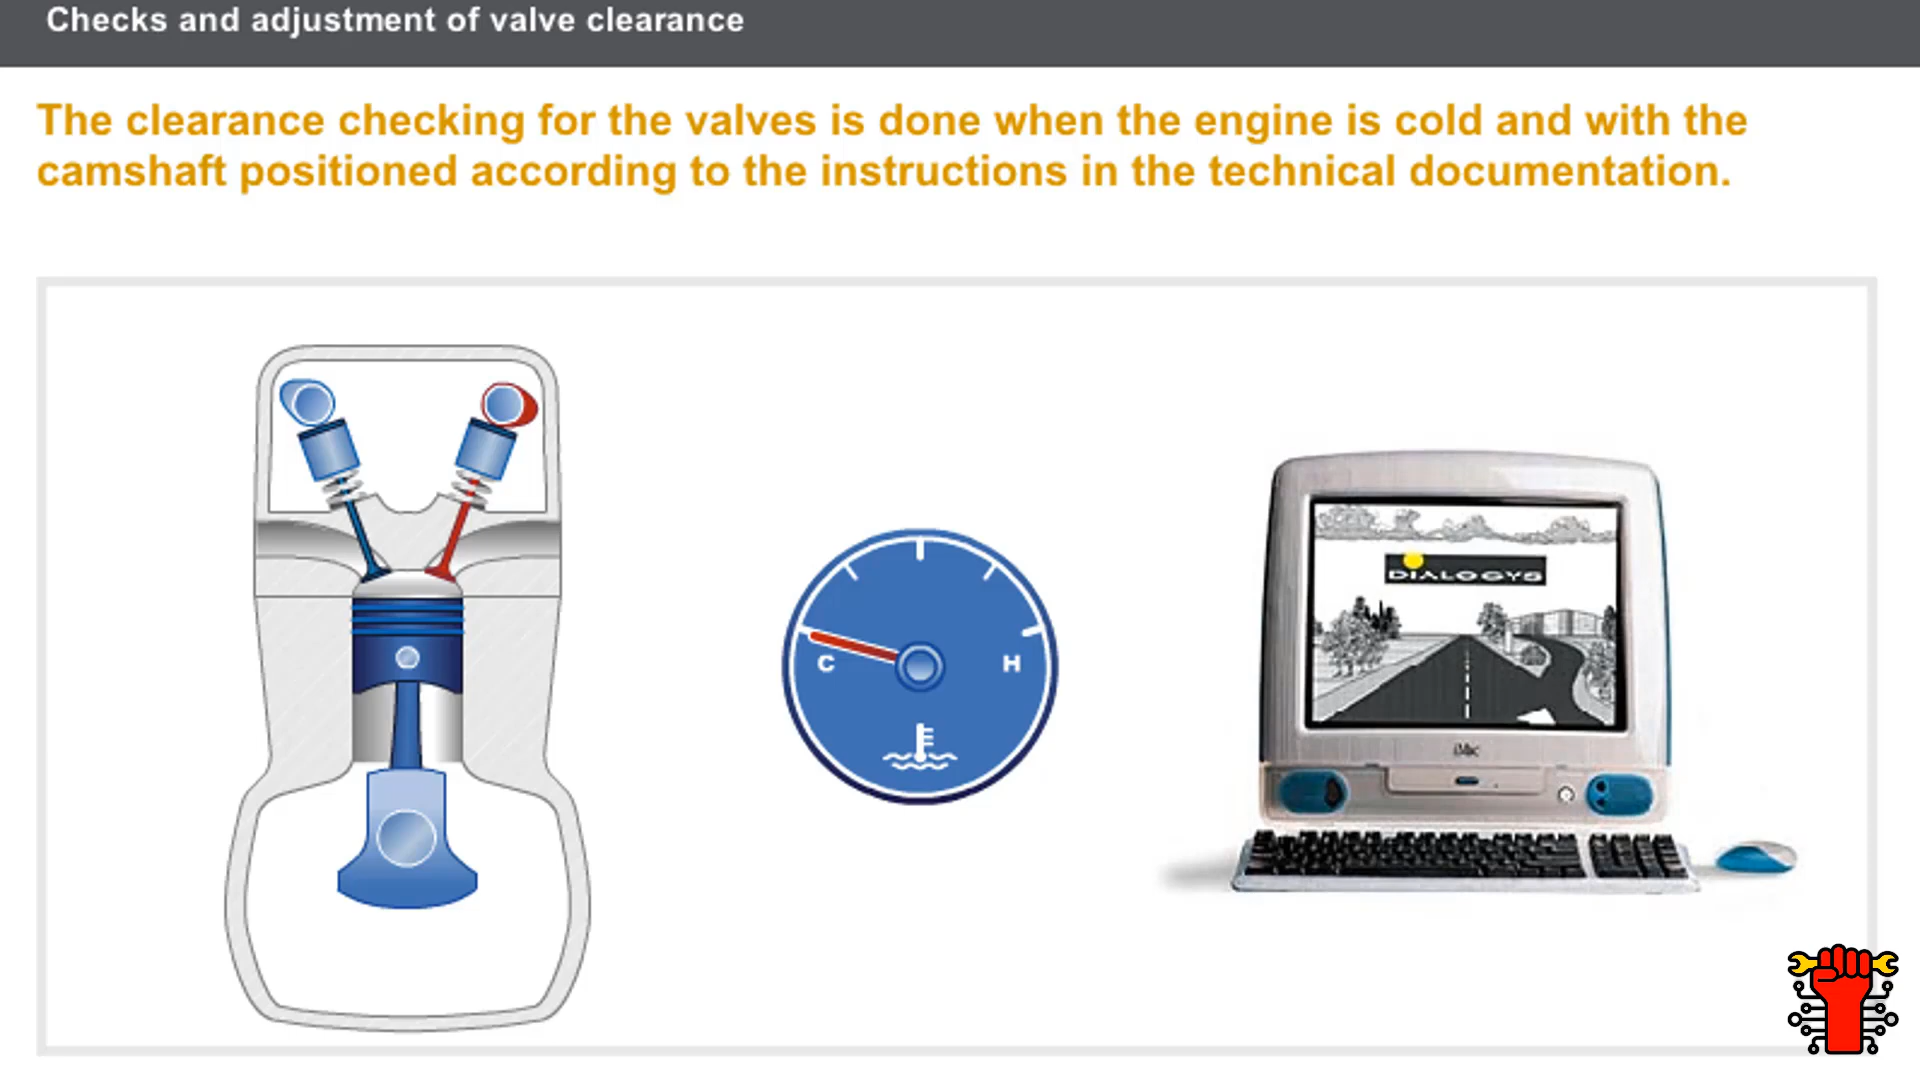 Checks and adjustment of valve clearance
The clearance checking for the valves is done when the engine is cold and with the
camshaft positioned according to the instructions in the technical documentation.
C
H
DIALOGYS
iMac